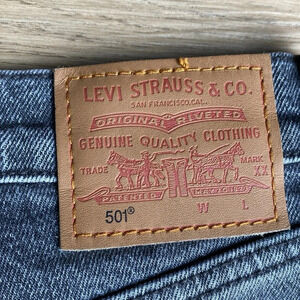 LEVI STRAUSS & CO.
SAN FRANCISCO, CAL.
ORIGINAL RIVETED
GENUINE QUALITY CLOTHING
TRADE MARK
XX
PATENTED
501® W L